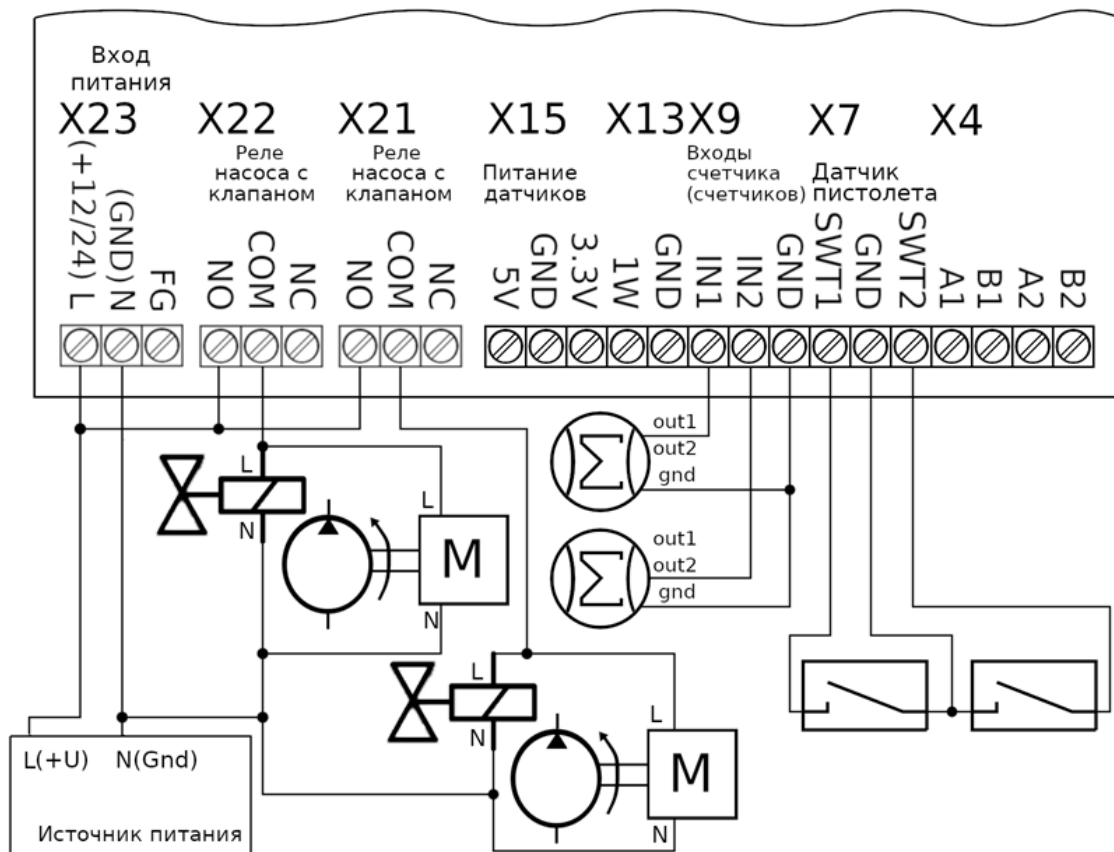 Вход
питания
X23 X22 X21 X15 X13 X9 X7 X4
Реле
насоса с
клапаном
Реле
насоса с
клапаном
Питание
датчиков
Входы
счетчика
(счетчиков)
Датчик
пистолета
(+12/24) L
(GND) N
FG
NO
COM
NC
NO
COM
NC
5V
GND
3.3V
1W
GND
IN1
IN2
GND
SWT1
GND
SWT2
A1
B1
A2
B2
out1
out2
gnd
out1
out2
gnd
L
N
L
M
N
L
N
L
M
N
L(+U) N(Gnd)
Источник питания